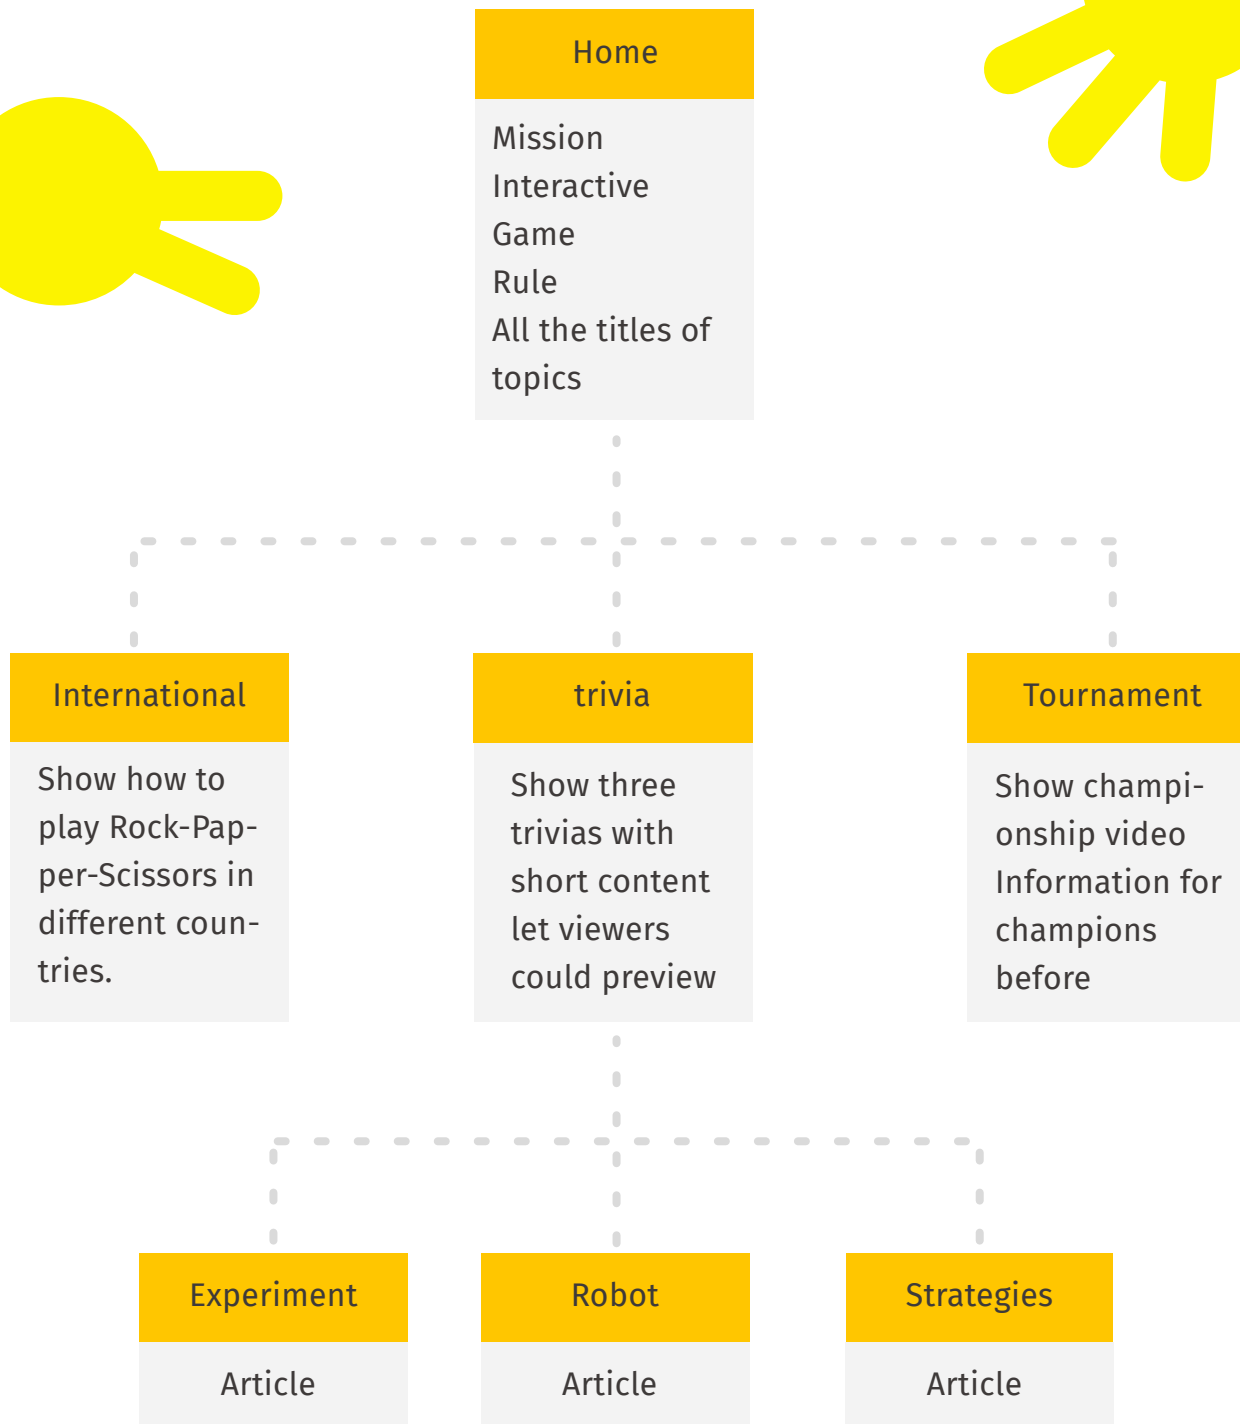 Home
Mission
Interactive
Game
Rule
All the titles of
topics
International
Show how to
play Rock-Pap-
per-Scissors in
different coun-
tries.
trivia
Show three
trivias with
short content
let viewers
could preview
Tournament
Show champi-
onship video
Information for
champions
before
Experiment
Article
Robot
Article
Strategies
Article